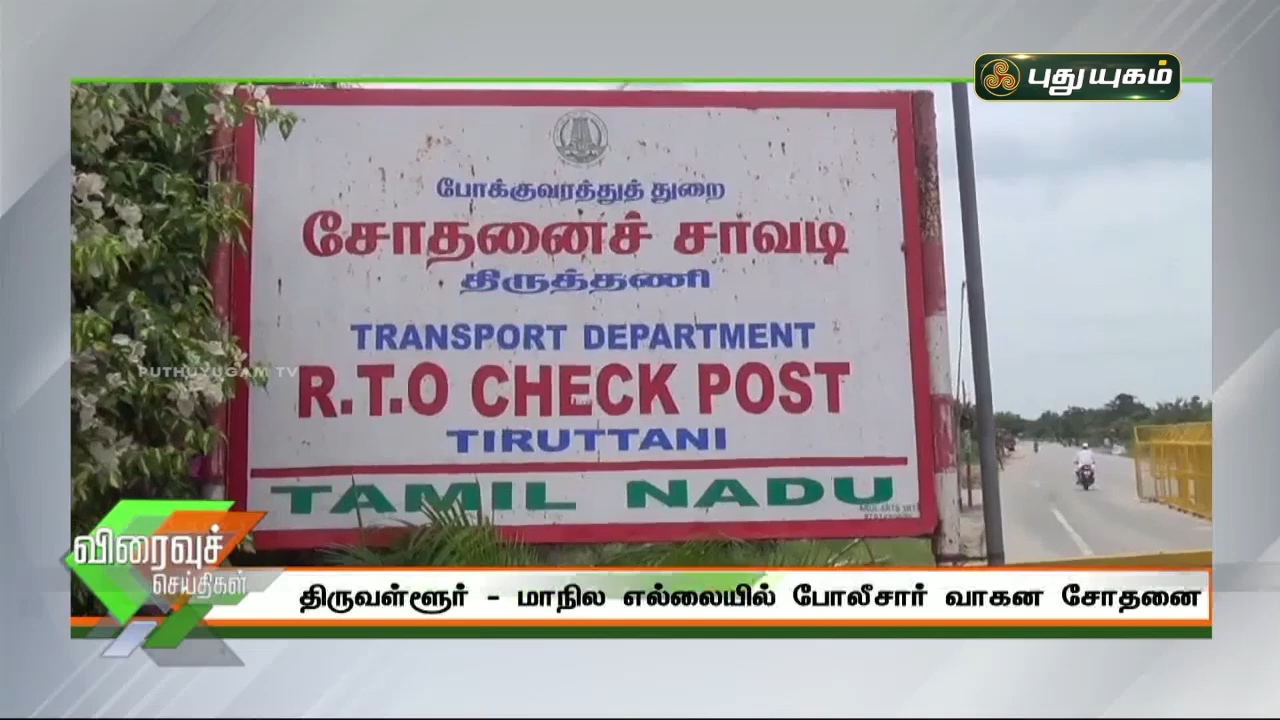 புதுயுகம்
போக்குவரத்துத் துறை
சோதனைச் சாவடி
திருத்தணி
TRANSPORT DEPARTMENT
R.T.O CHECK POST
TIRUTTANI
TAMIL NADU
PUTHUYUGAM TV
விரைவுச்
செய்திகள்
திருவள்ளூர் - மாநில எல்லையில் போலீசார் வாகன சோதனை